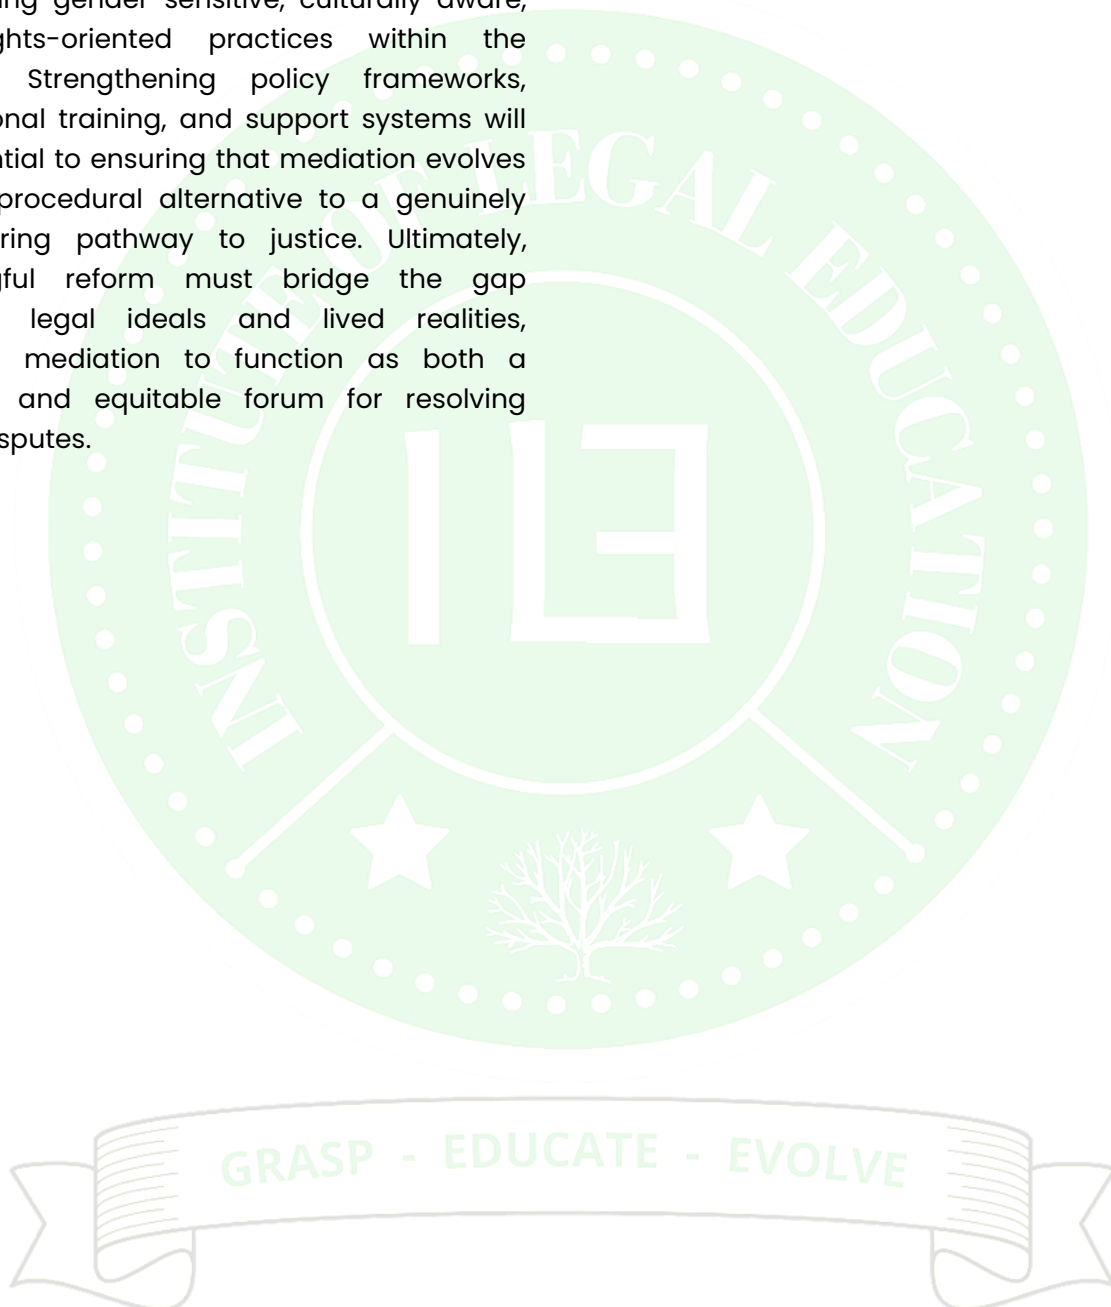 ing gender sensitive, culturally aware,
ghts-oriented practices within the
Strengthening policy frameworks,
onal training, and support systems will
ntial to ensuring that mediation evolves
procedural alternative to a genuinely
ring pathway to justice. Ultimately,
gful reform must bridge the gap
legal ideals and lived realities,
mediation to function as both a
and equitable forum for resolving
sputes.
INSTITUTE OF LEGAL EDUCATION
ILE
GRASP - EDUCATE - EVOLVE